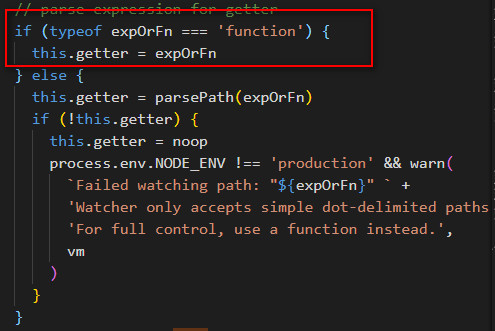 // parse expression for getter
if (typeof expOrFn === 'function') {
this.getter = expOrFn
} else {
this.getter = parsePath(expOrFn)
if (!this.getter) {
this.getter = noop
process.env.NODE_ENV !== 'production' && warn(
`Failed watching path: "${expOrFn}" ` +
'Watcher only accepts simple dot-delimited paths
'For full control, use a function instead.',
vm
)
}
}